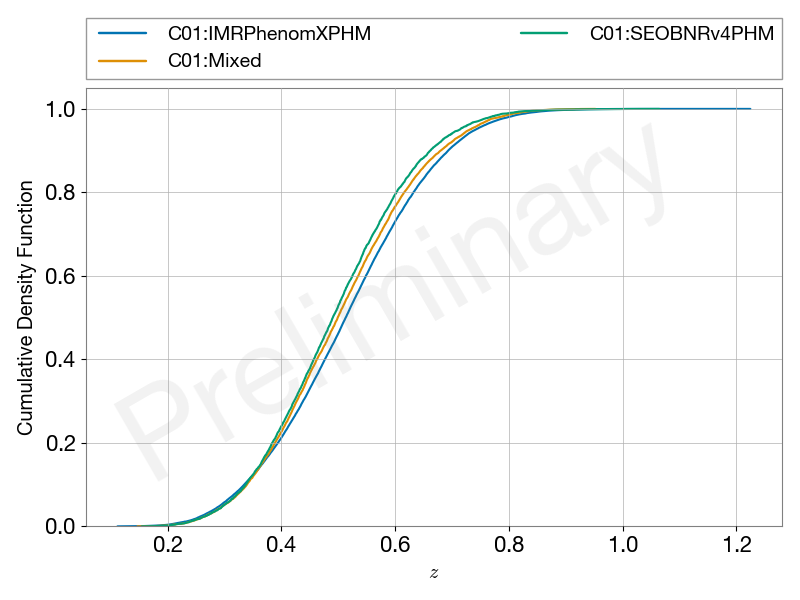 C01:IMRPhenomXPHM
C01:Mixed
C01:SEOBNRv4PHM
Cumulative Density Function
1.0
0.8
0.6
0.4
0.2
0.0
Preliminary
0.2 0.4 0.6 0.8 1.0 1.2
z